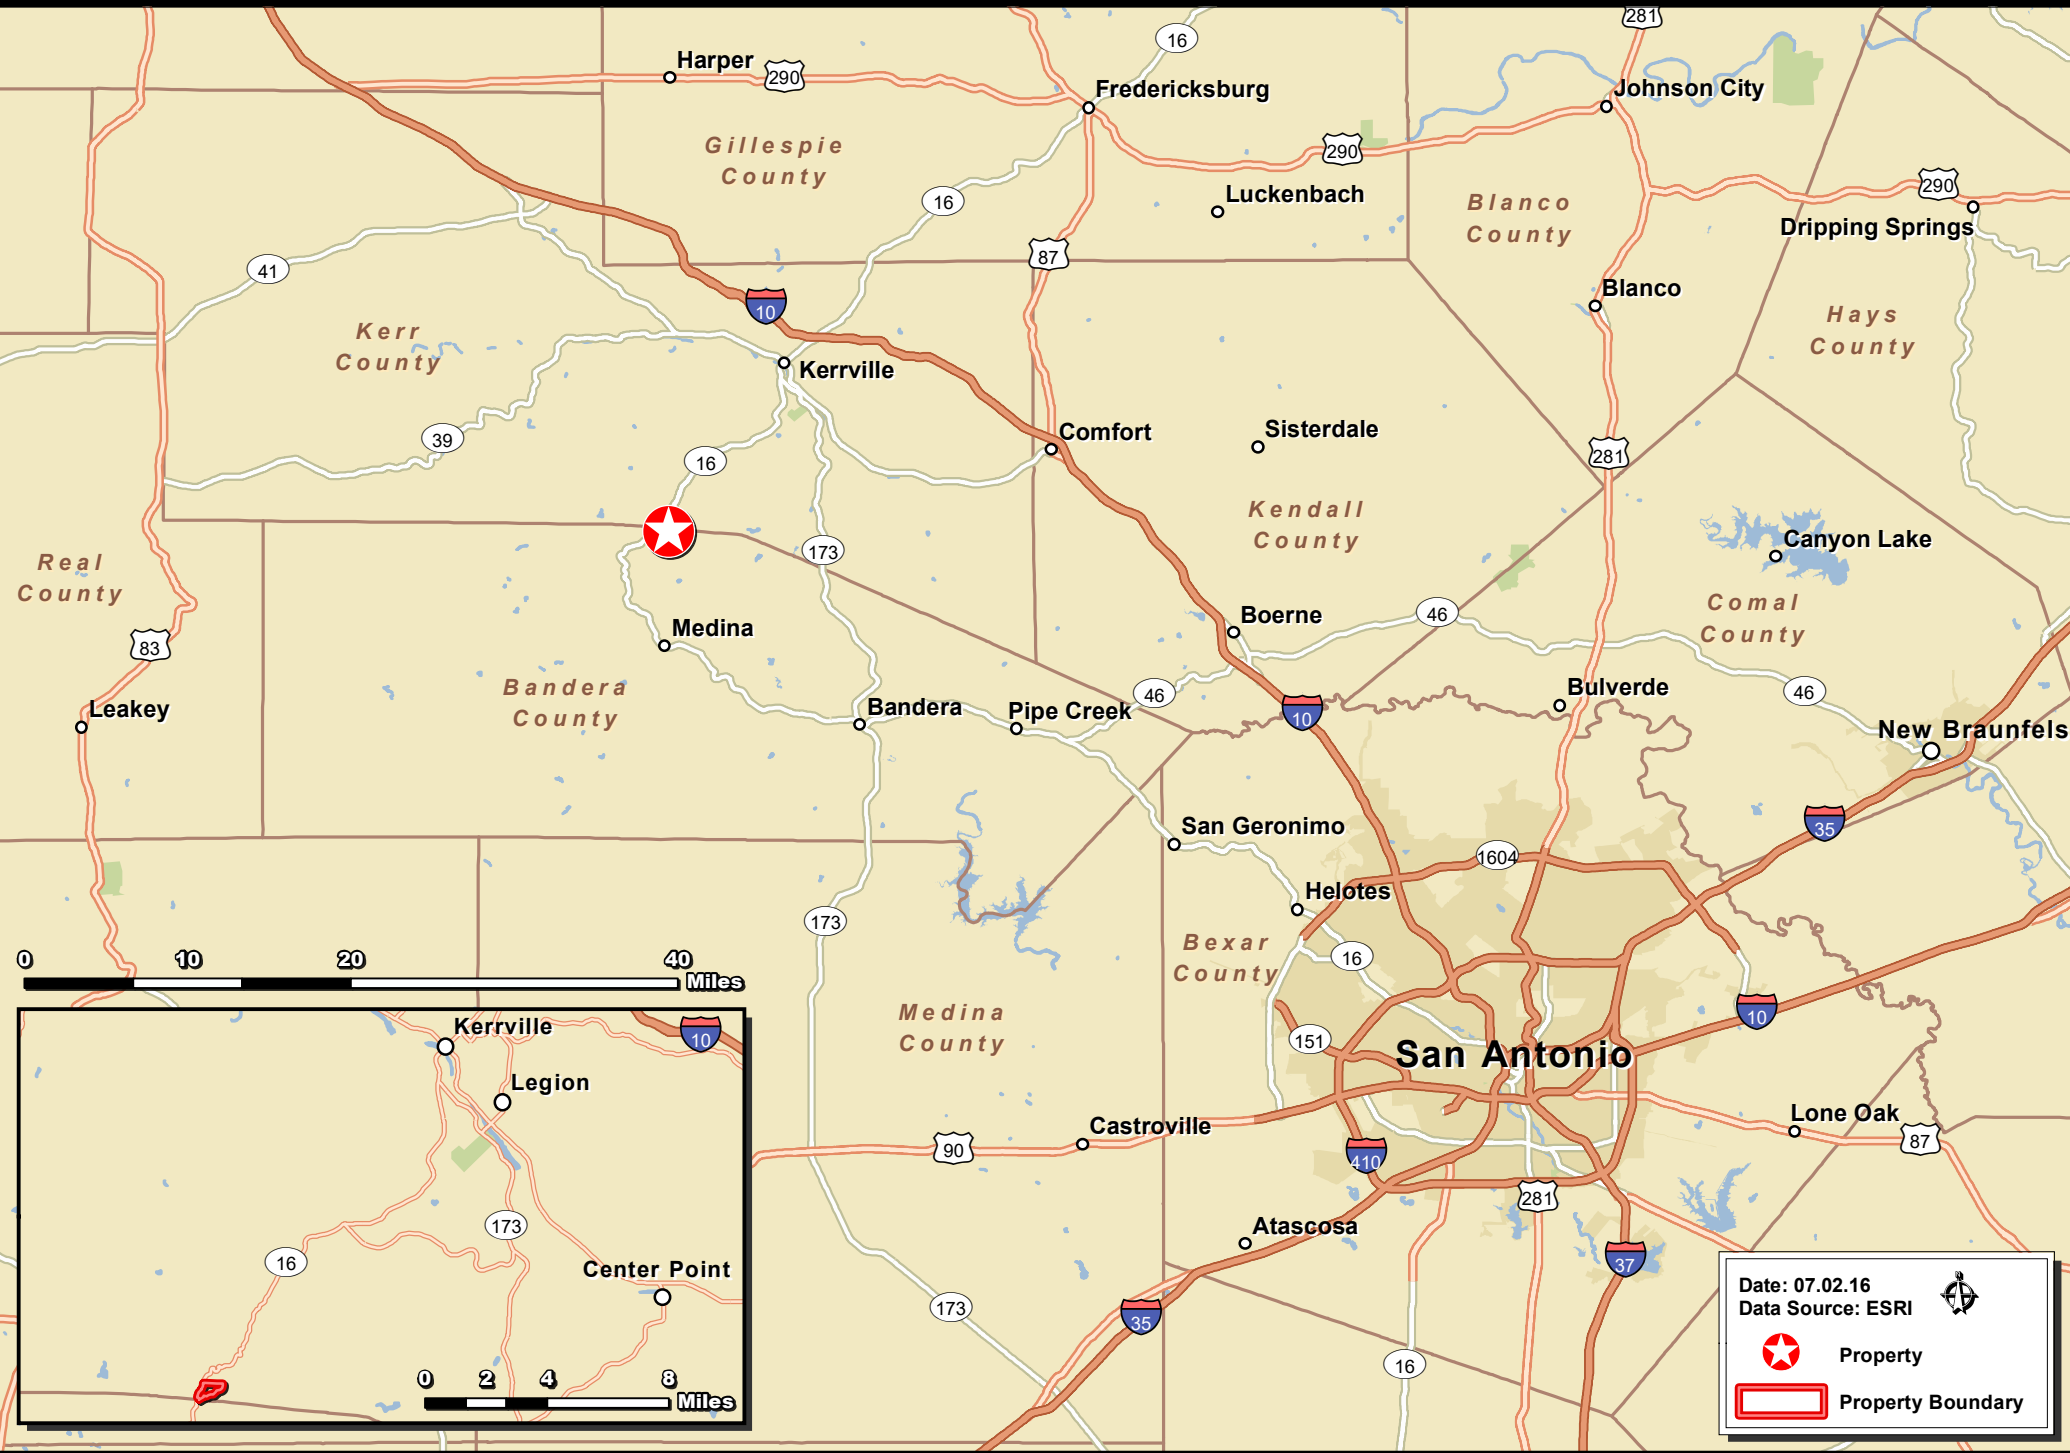 281
16
Harper
290
Fredericksburg
Johnson City
Gillespie
County
290
290
16
Luckenbach
Blanco
County
Dripping Springs
87
41
Blanco
10
Kerr
County
Hays
County
Kerrville
Comfort
Sisterdale
39
16
281
Kendall
County
Canyon Lake
173
Real
County
Comal
County
Boerne
46
Medina
83
Bandera
County
46
46
Bulverde
Leakey
Bandera
Pipe Creek
10
New Braunfels
San Geronimo
35
1604
Helotes
173
Bexar
County
16
0 10 20 40
Miles
Medina
County
10
151
San Antonio
Kerrville
10
Legion
Castroville
Lone Oak
90
87
410
281
173
Atascosa
16
37
Center Point
173
35
16
0 2 4 8
Miles
Date: 07.02.16
Data Source: ESRI
Property
Property Boundary